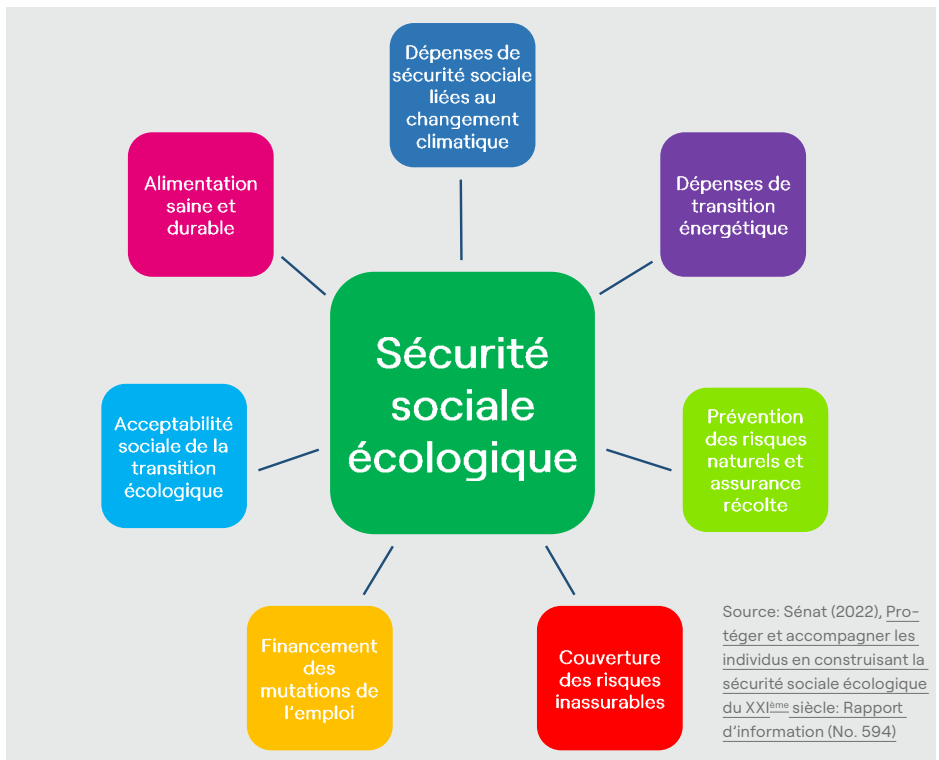 Dépenses de
sécurité sociale
liées au
changement
climatique
Alimentation
saine et
durable
Dépenses de
transition
énergétique
Sécurité
sociale
écologique
Acceptabilité
sociale de la
transition
écologique
Prévention
des risques
naturels et
assurance
récolte
Financement
des
mutations de
l'emploi
Couverture
des risques
inassurables
Source: Sénat (2022), Pro-
téger et accompagner les
individus en construisant la
sécurité sociale écologique
du XXIème siècle: Rapport
d'information (No. 594)